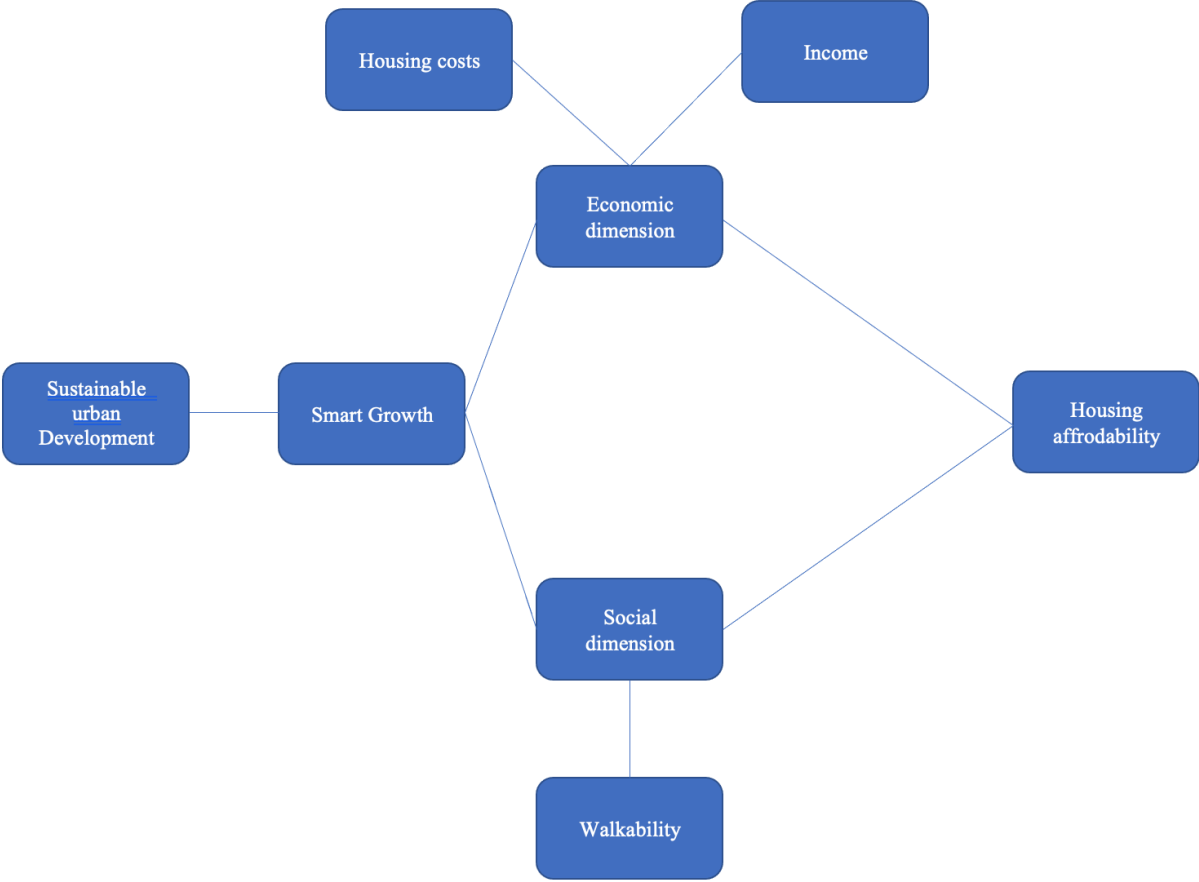 Housing costs
Income
Economic
dimension
Sustainable
urban
Development
Smart Growth
Housing
affrodability
Social
dimension
Walkability